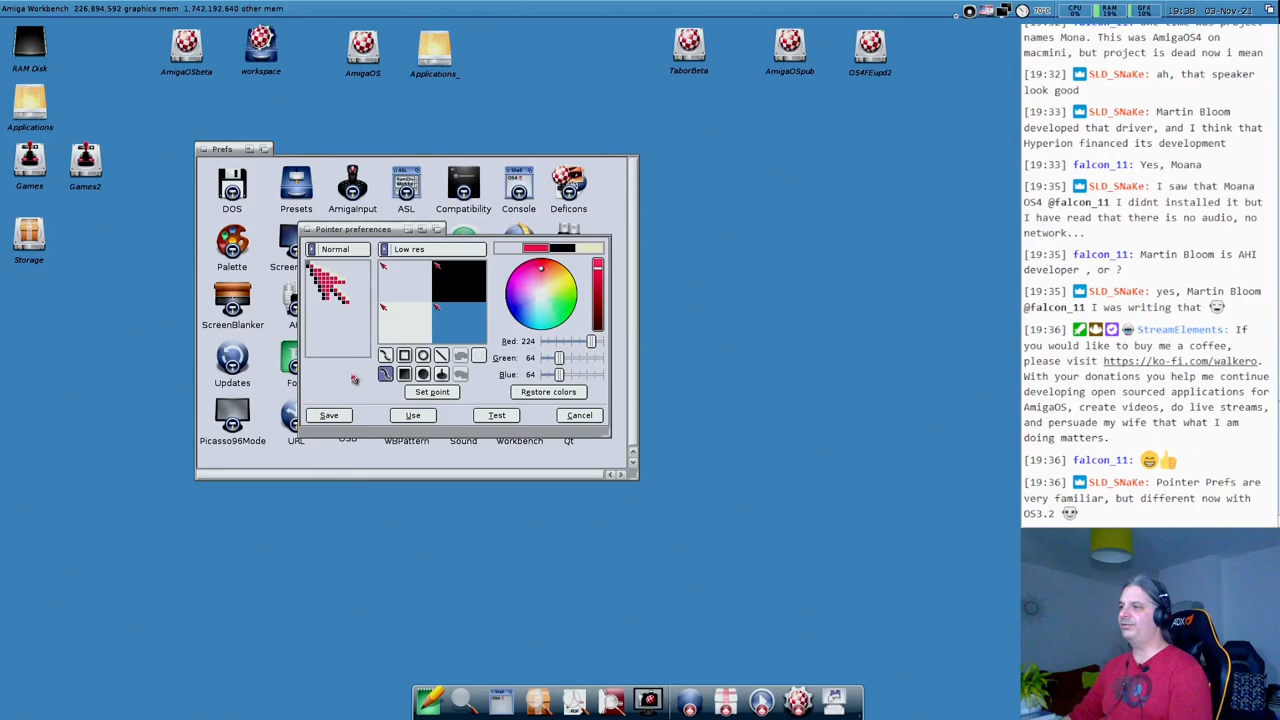 Amiga Workbench 226.894,592 graphics mem 1,742,192,640 other mem
70°C
CPU
0%
RAM
19%
GFX
10%
19:38 03-Nov-21
RAM Disk
AmigaOSbeta
workspace
AmigaOS
Applications_
TaborBeta
AmigaOSpub
OS4FEupd2
Applications
Games
Games2
Storage
Prefs
DOS
Presets
AmigaInput
ASL
Compatibility
Console
DefIcons
Palette
Screen
ScreenBlanker
Updates
Picasso96Mode
USB
WBPattern
Sound
Workbench
Qt
Pointer preferences
Normal
Low res
Red: 224
Green: 64
Blue: 64
Set point
Restore colors
Save
Use
Test
Cancel
names Mona. This was AmigaOS4 on
macmini, but project is dead now i mean
[19:32] SLD_SNaKe: ah, that speaker
look good
[19:33] SLD_SNaKe: Martin Bloom
developed that driver, and I think that
Hyperion financed its development
[19:33] falcon_11: Yes, Moana
[19:35] SLD_SNaKe: I saw that Moana
OS4 @falcon_11 I didnt installed it but
I have read that there is no audio, no
network...
[19:35] falcon_11: Martin Bloom is AHI
developer , or ?
[19:35] SLD_SNaKe: yes, Martin Bloom
@falcon_11 I was writing that
[19:36] StreamElements: If
you would like to buy me a coffee,
please visit https://ko-fi.com/walkero.
With your donations you help me continue
developing open sourced applications for
AmigaOS, create videos, do live streams,
and persuade my wife that what I am
doing matters.
[19:36] falcon_11:
[19:36] SLD_SNaKe: Pointer Prefs are
very familiar, but different now with
OS3.2